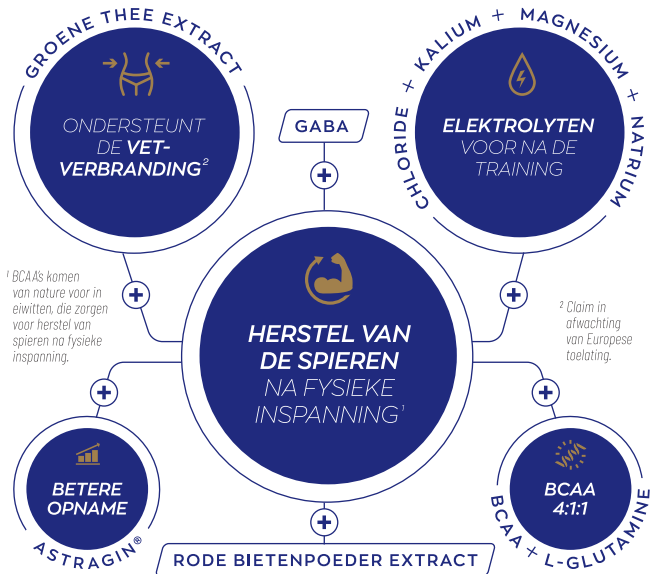 GROENE THEE EXTRACT
ONDERSTEUNT
DE VET-
VERBRANDING²
GABA
CHLORIDE + KALIUM + MAGNESIUM + NATRIUM
ELEKTROLYTEN
VOOR NA DE
TRAINING
¹ BCAA's komen
van nature voor in
eiwitten, die zorgen
voor herstel van
spieren na fysieke
inspanning.
HERSTEL VAN
DE SPIEREN
NA FYSIEKE
INSPANNING¹
² Claim in
afwachting
van Europese
toelating.
BETERE
OPNAME
ASTRAGIN®
BCAA
4:1:1
BCAA + L-GLUTAMINE
RODE BIETENPOEDER EXTRACT